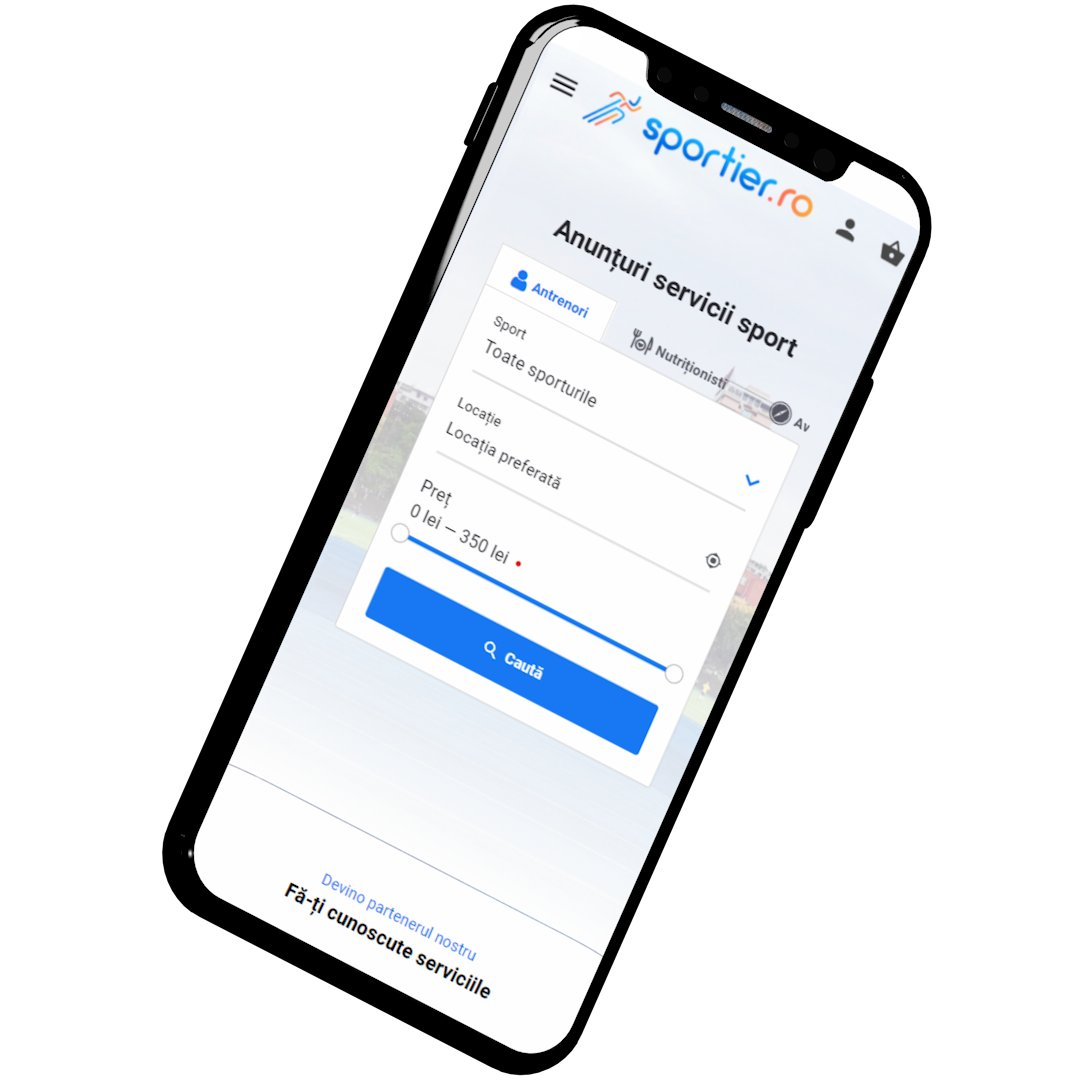 sportier.ro
Anunțuri servicii sport
Antrenori
Nutriționisti
Av
Sport
Toate sporturile
Locație
Locația preferată
Preț
0 lei – 350 lei
Caută
Devino partenerul nostru
Fă-ți cunoscute serviciile